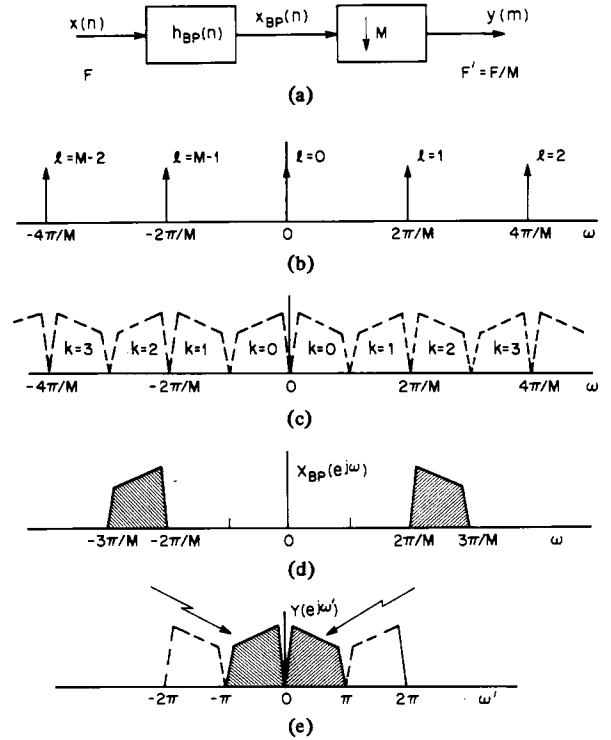 x(n) h_BP(n) x_BP(n) ↓ M y(m)
F F' = F/M
(a)
ℓ=M-2 ℓ=M-1 ℓ=0 ℓ=1 ℓ=2
-4π/M -2π/M 0 2π/M 4π/M ω
(b)
k=3 k=2 k=1 k=0 k=0 k=1 k=2 k=3
-4π/M -2π/M 0 2π/M 4π/M ω
(c)
X_BP(e^jω)
-3π/M -2π/M 0 2π/M 3π/M ω
(d)
Y(e^jω')
-2π -π 0 π 2π ω'
(e)